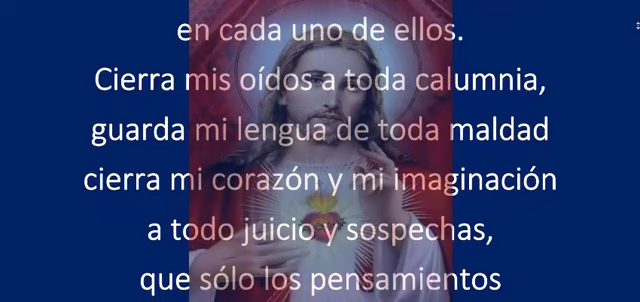 en cada uno de ellos.
Cierra mis oídos a toda calumnia,
guarda mi lengua de toda maldad
cierra mi corazón y mi imaginación
a todo juicio y sospechas,
que sólo los pensamientos